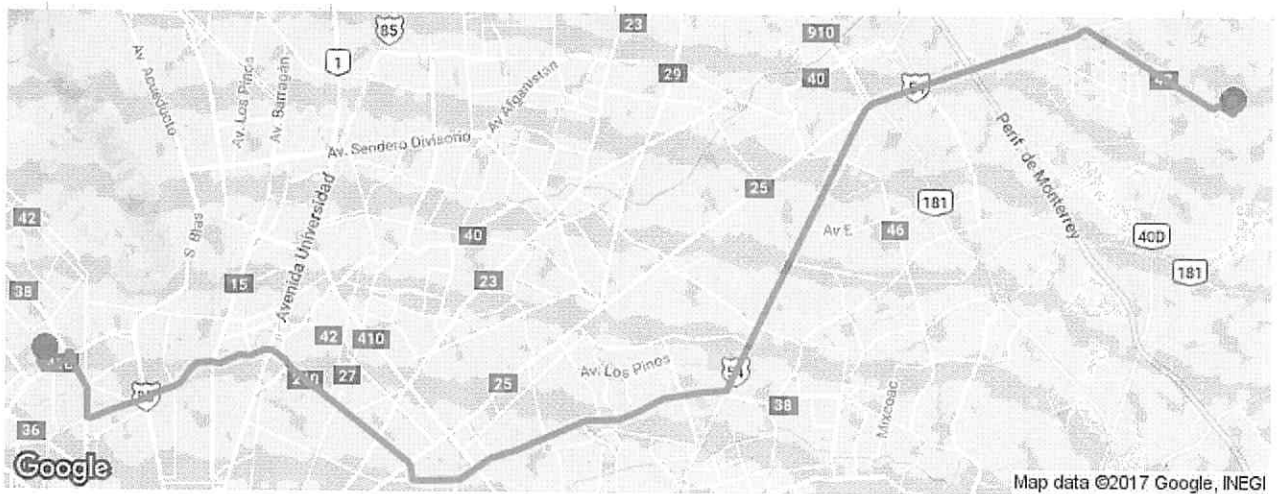 23
85
910
1
29
40
Av. Acueducto
Av. Los Pinos
Av. Barragán
Av Afganistan
Av. Sendero Divisorio
Perif. de Monterrey
25
Avenida Universidad
181
42
S. Blas
40
Av E
46
40D
181
23
15
38
42
410
Av. Los Pinos
27
25
38
Mixcoac
36
Google
Map data ©2017 Google, INEGI